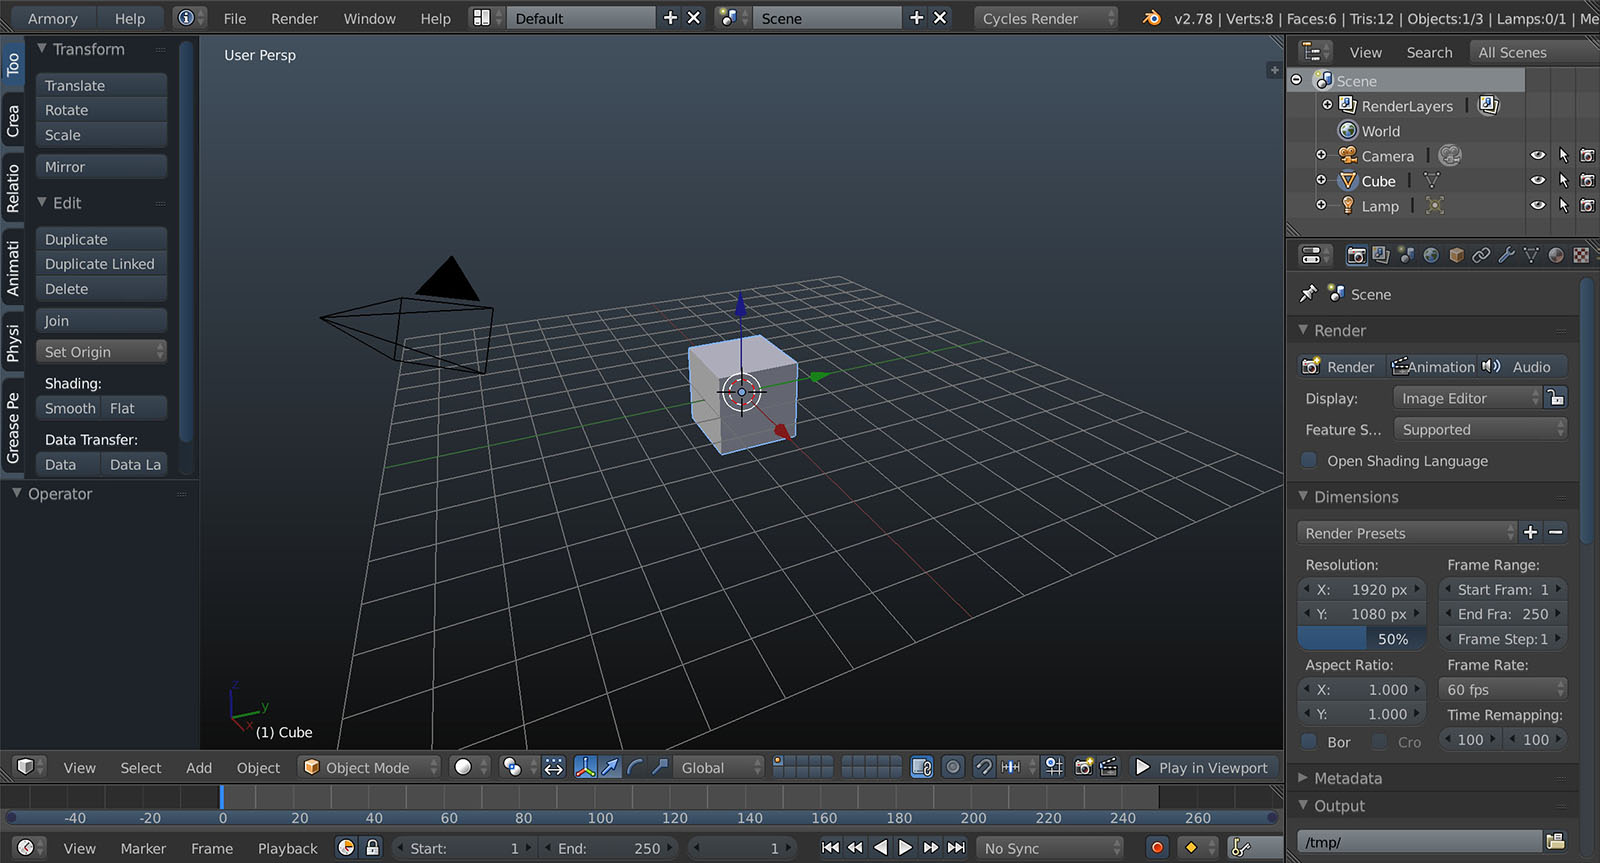 Armory Help File Render Window Help Default Scene Cycles Render v2.78 | Verts:8 | Faces:6 | Tris:12 | Objects:1/3 | Lamps:0/1 | Me
Too
Crea
Relatio
Animati
Physi
Grease Pe
Transform
Translate
Rotate
Scale
Mirror
Edit
Duplicate
Duplicate Linked
Delete
Join
Set Origin
Shading:
Smooth Flat
Data Transfer:
Data Data La
Operator
User Persp
z
y
x
(1) Cube
View Select Add Object Object Mode Global Play in Viewport
-40 -20 0 20 40 60 80 100 120 140 160 180 200 220 240 260
View Marker Frame Playback Start: 1 End: 250 1 No Sync
View Search All Scenes
Scene
RenderLayers
World
Camera
Cube
Lamp
Scene
Render
Render Animation Audio
Display: Image Editor
Feature S... Supported
Open Shading Language
Dimensions
Render Presets
Resolution: Frame Range:
X: 1920 px Start Fram: 1
Y: 1080 px End Fra: 250
50% Frame Step: 1
Aspect Ratio: Frame Rate:
X: 1.000 60 fps
Y: 1.000 Time Remapping:
Bor Cro 100 100
Metadata
Output
/tmp/